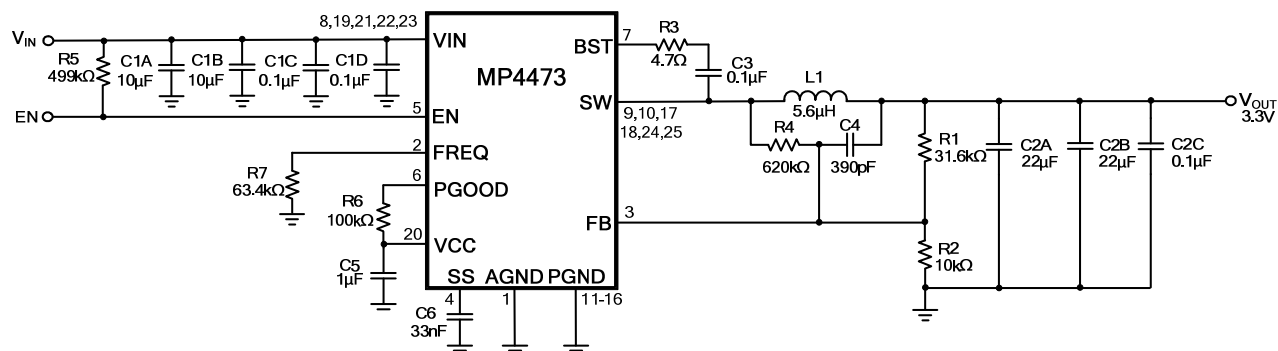 8,19,21,22,23
VIN
R5
499kΩ
C1A
10µF
C1B
10µF
C1C
0.1µF
C1D
0.1µF
VIN
EN
5
EN
2
FREQ
R7
63.4kΩ
6
PGOOD
R6
100kΩ
20
VCC
C5
1µF
SS
AGND
PGND
4
1
11-16
C6
33nF
MP4473
BST
7
R3
4.7Ω
C3
0.1µF
SW
9,10,17
18,24,25
L1
5.6µH
R4
620kΩ
C4
390pF
FB
3
R1
31.6kΩ
R2
10kΩ
C2A
22µF
C2B
22µF
C2C
0.1µF
VOUT
3.3V